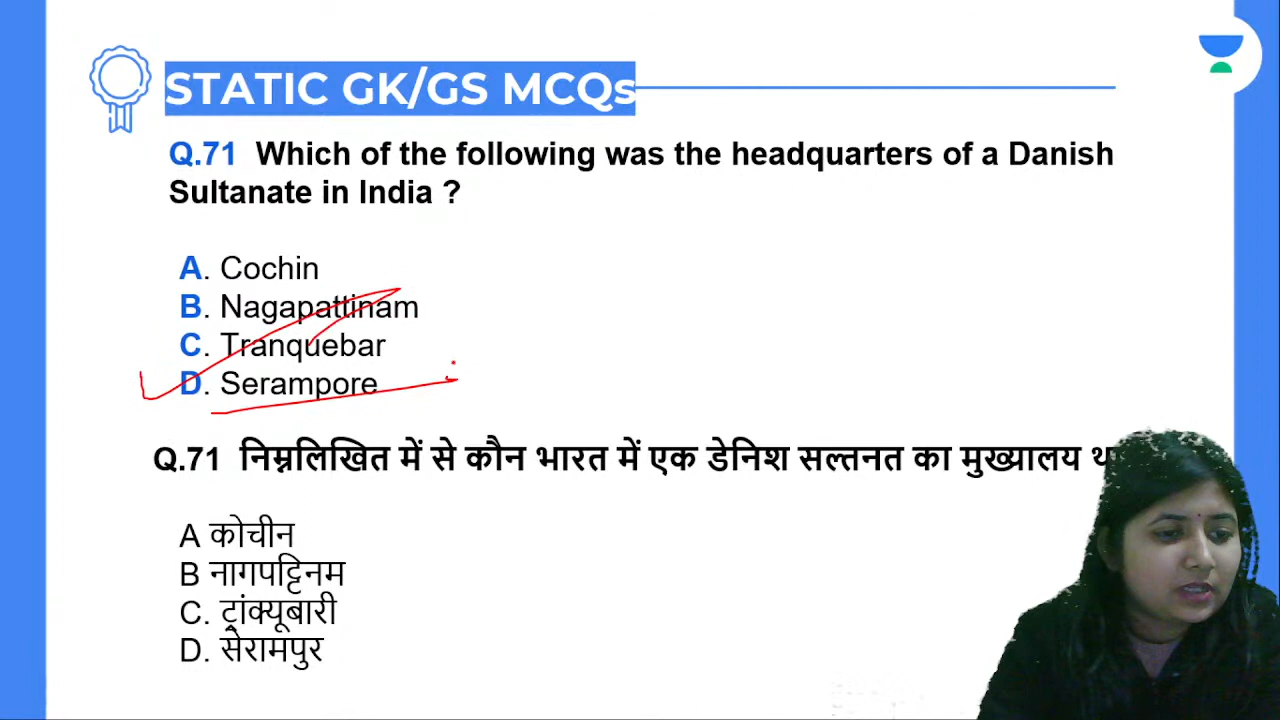 STATIC GK/GS MCQs
Q.71 Which of the following was the headquarters of a Danish
Sultanate in India ?
A. Cochin
B. Nagapattinam
C. Tranquebar
D. Serampore
Q.71 निम्नलिखित में से कौन भारत में एक डेनिश सल्तनत का मुख्यालय
A कोचीन
B नागपट्टिनम
C. ट्रांक्यूबारी
D. सेरामपुर